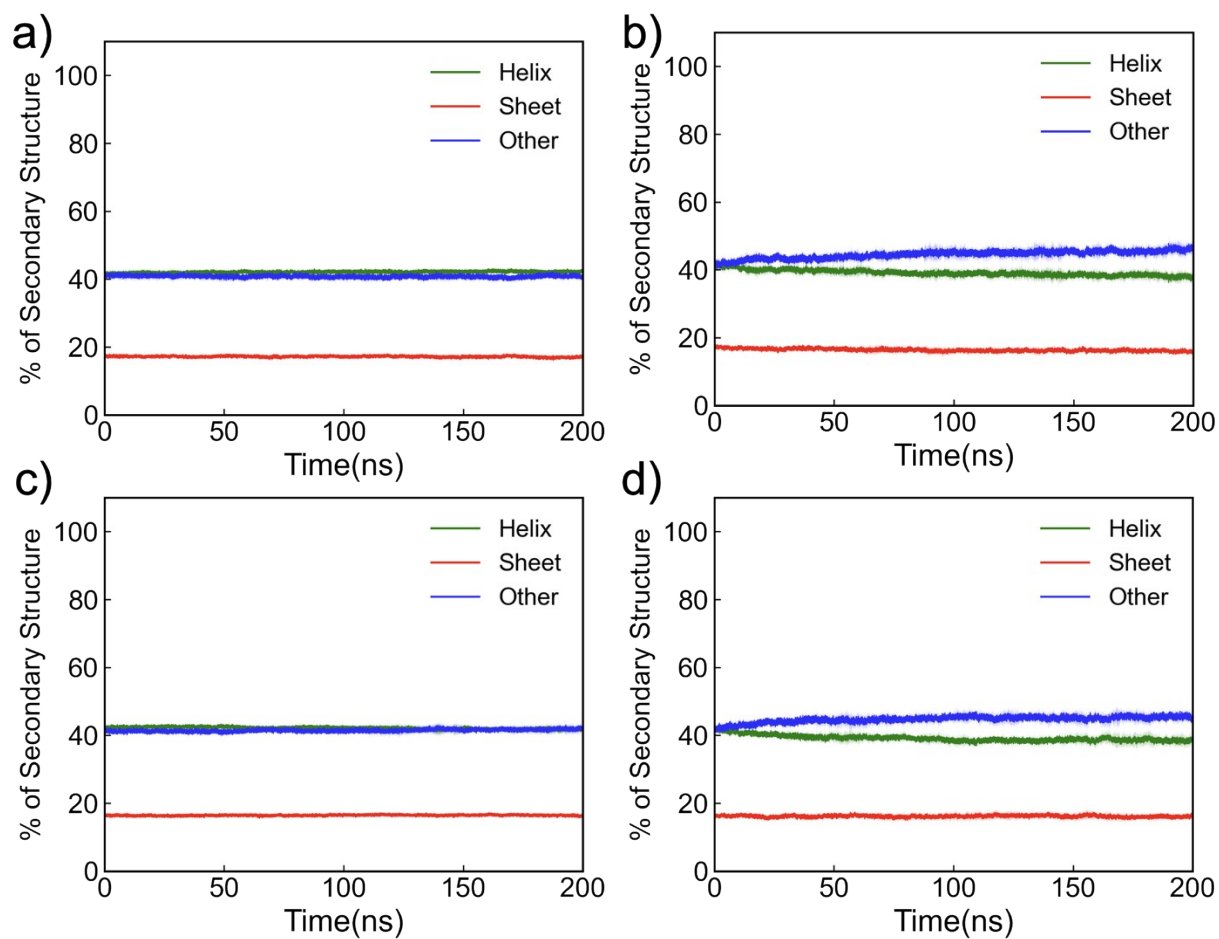 a)
% of Secondary Structure
100
80
60
40
20
0
Helix
Sheet
Other
0 50 100 150 200
Time(ns)
b)
% of Secondary Structure
100
80
60
40
20
0
Helix
Sheet
Other
0 50 100 150 200
Time(ns)
c)
% of Secondary Structure
100
80
60
40
20
0
Helix
Sheet
Other
0 50 100 150 200
Time(ns)
d)
% of Secondary Structure
100
80
60
40
20
0
Helix
Sheet
Other
0 50 100 150 200
Time(ns)